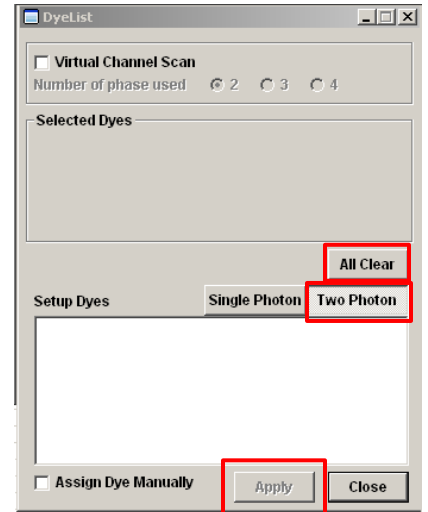 DyeList
Virtual Channel Scan
Number of phase used 2 3 4
Selected Dyes
All Clear
Setup Dyes Single Photon Two Photon
Assign Dye Manually Apply Close